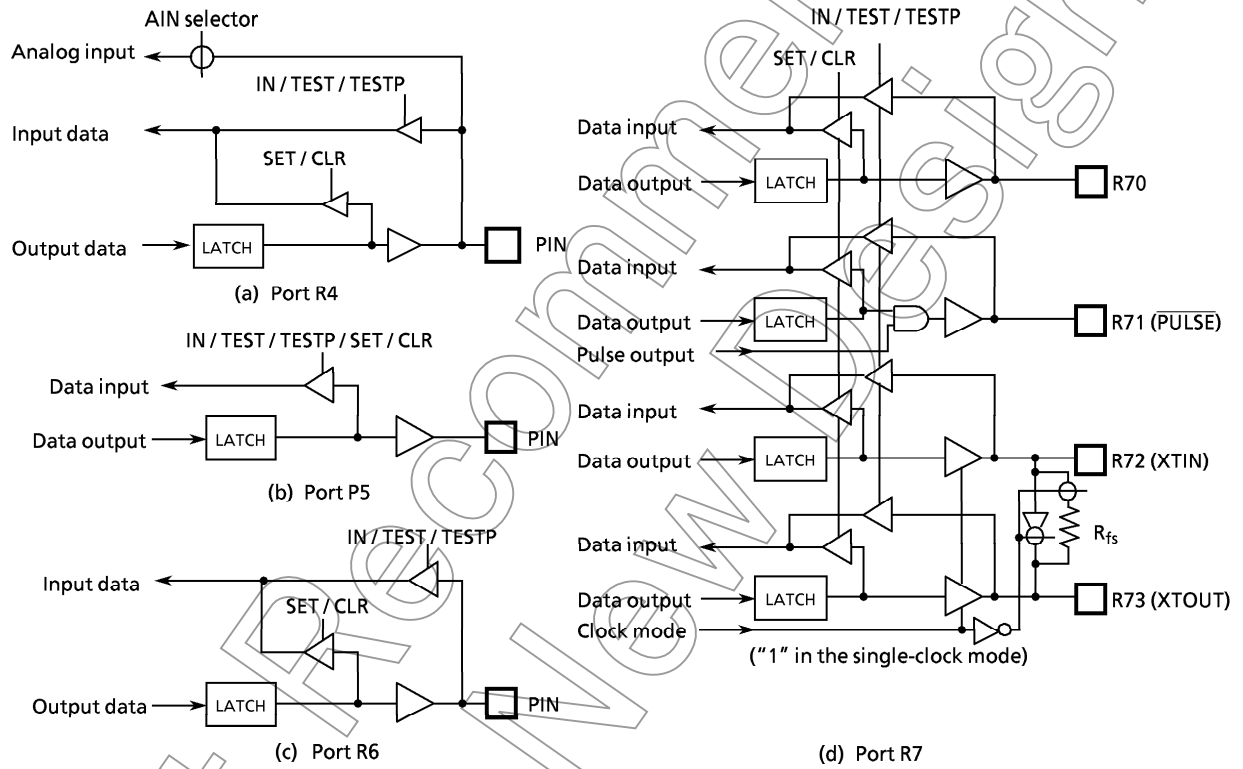 AIN selector
Analog input
IN / TEST / TESTP
Input data
SET / CLR
Output data
LATCH
PIN
(a) Port R4
IN / TEST / TESTP / SET / CLR
Data input
Data output
LATCH
PIN
(b) Port P5
IN / TEST / TESTP
Input data
SET / CLR
Output data
LATCH
PIN
(c) Port R6
IN / TEST / TESTP
SET / CLR
Data input
Data output
LATCH
R70
Data input
Data output
LATCH
R71 (PULSE)
Pulse output
Data input
Data output
LATCH
R72 (XTIN)
Rfs
Data input
Data output
LATCH
R73 (XTOUT)
Clock mode
(“1” in the single-clock mode)
(d) Port R7